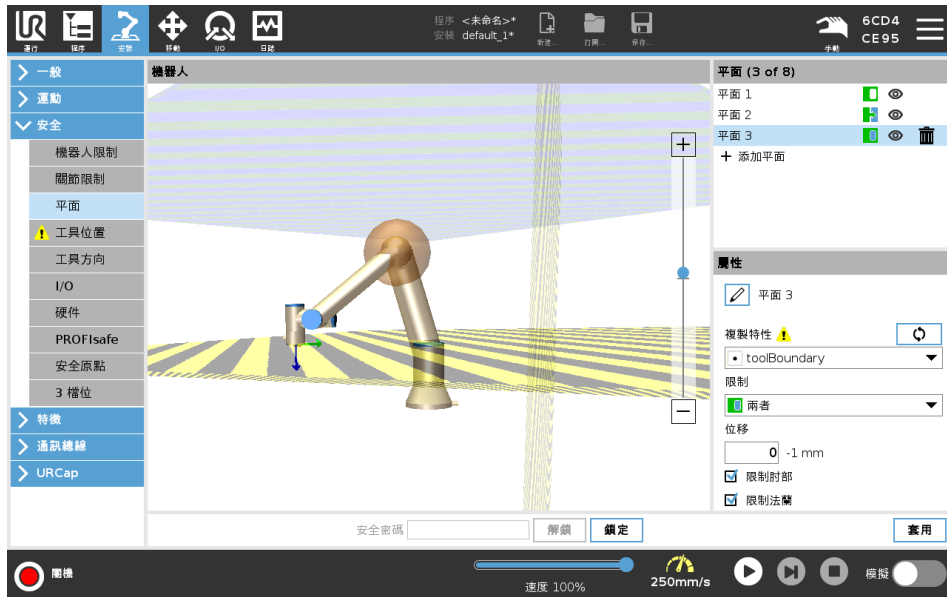 程序 <未命名>*
安裝 default_1*
新建... 打開... 保存...
運行 程序 安裝 移動 I/O 日誌
手動
6CD4
CE95
一般
運動
安全
機器人限制
關節限制
平面
工具位置
工具方向
I/O
硬件
PROFIsafe
安全原點
3 檔位
特徵
通訊總線
URCap
機器人
平面 (3 of 8)
平面 1
平面 2
平面 3
添加平面
屬性
平面 3
複製特性
toolBoundary
限制
兩者
位移
0 -1 mm
限制肘部
限制法蘭
安全密碼 解鎖 鎖定 套用
關機
速度 100%
250mm/s
模擬